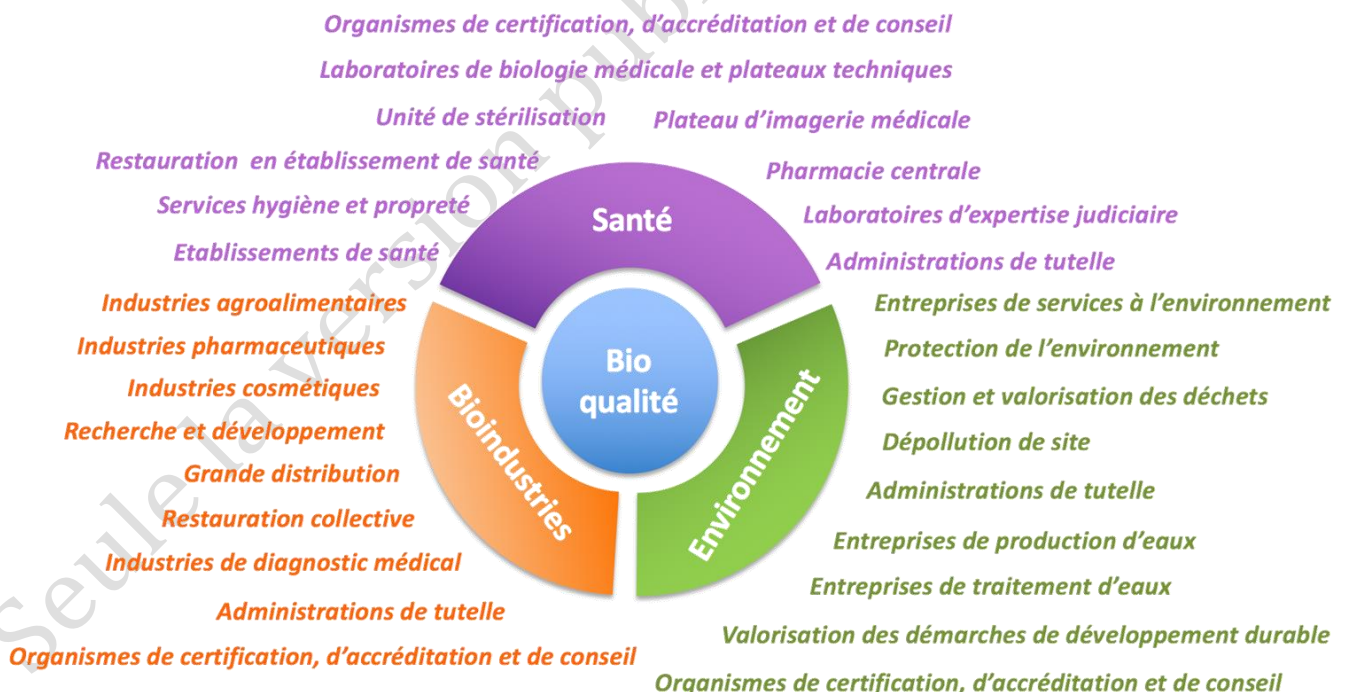 Organismes de certification, d'accréditation et de conseil
Laboratoires de biologie médicale et plateaux techniques
Unité de stérilisation
Plateau d'imagerie médicale
Restauration en établissement de santé
Pharmacie centrale
Services hygiène et propreté
Laboratoires d'expertise judiciaire
Etablissements de santé
Administrations de tutelle
Santé
Industries agroalimentaires
Industries pharmaceutiques
Industries cosmétiques
Recherche et développement
Grande distribution
Restauration collective
Industries de diagnostic médical
Administrations de tutelle
Organismes de certification, d'accréditation et de conseil
Bioindustries
Bio
qualité
Environnement
Entreprises de services à l'environnement
Protection de l'environnement
Gestion et valorisation des déchets
Dépollution de site
Administrations de tutelle
Entreprises de production d'eaux
Entreprises de traitement d'eaux
Valorisation des démarches de développement durable
Organismes de certification, d'accréditation et de conseil
Seule la version pub